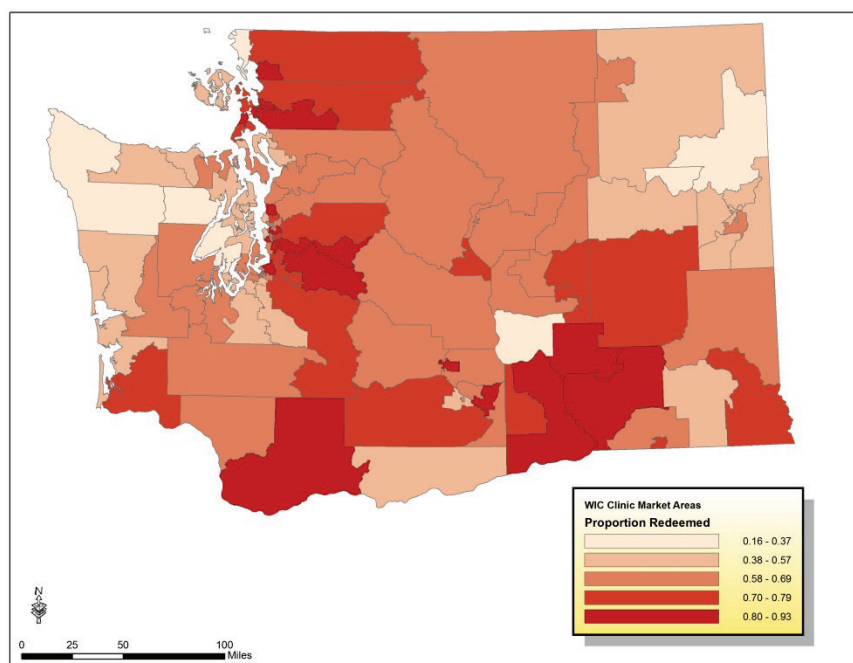 WIC Clinic Market Areas
Proportion Redeemed
0.16 - 0.37
0.38 - 0.57
0.58 - 0.69
0.70 - 0.79
0.80 - 0.93
N
0 25 50 100
Miles